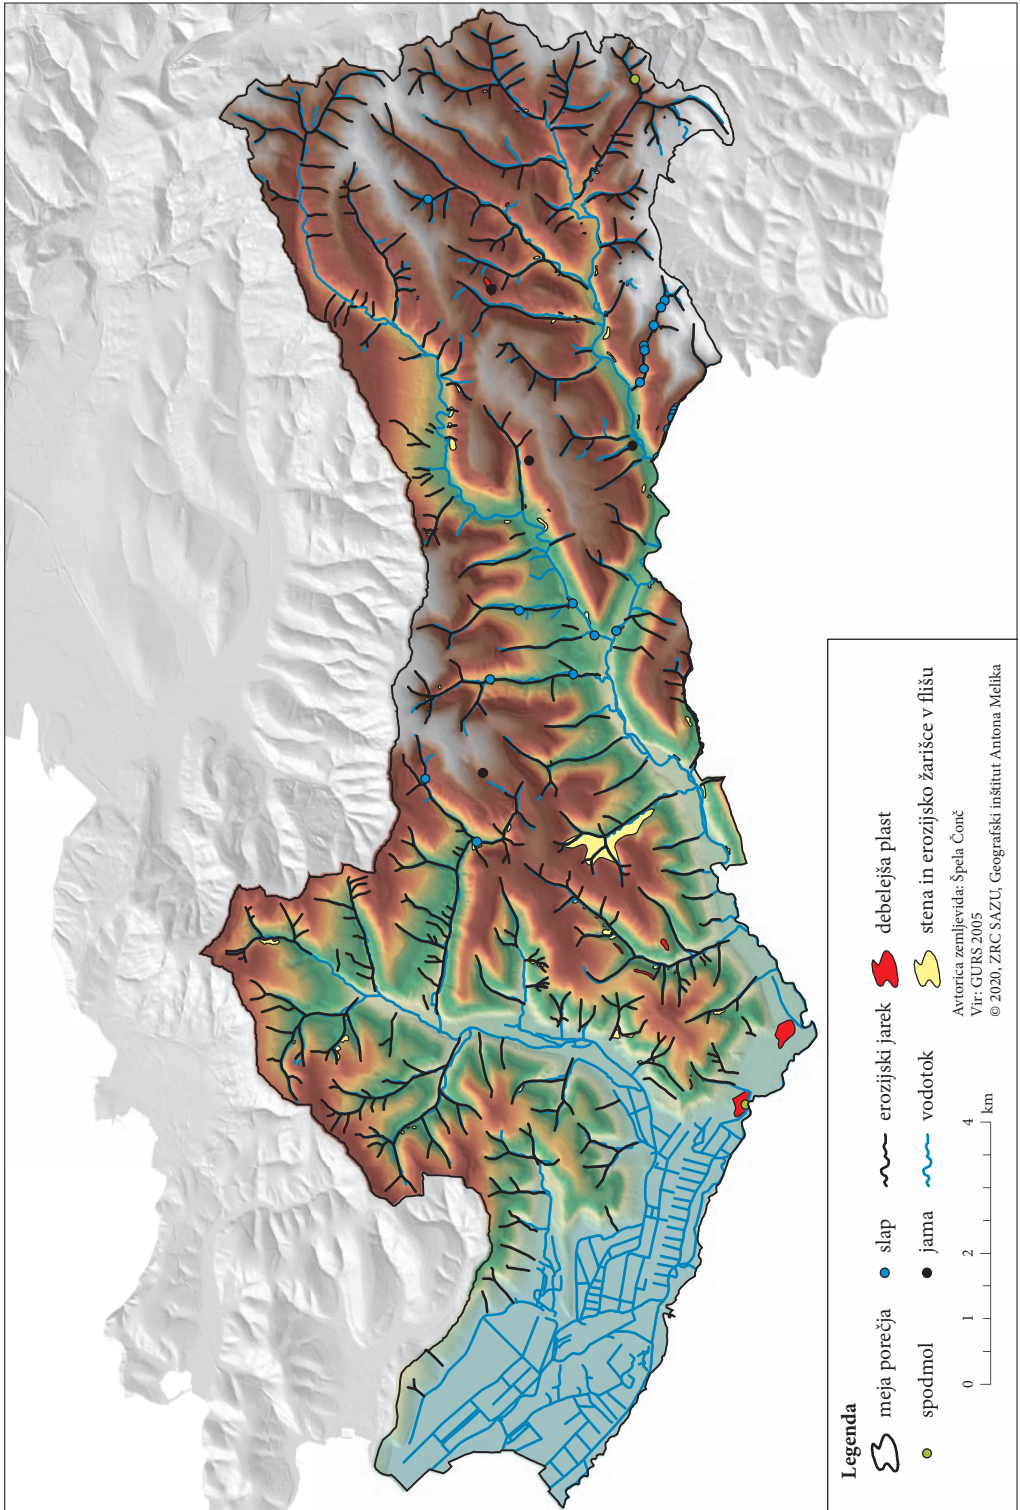 Legenda
meja porečja
slap
erozijski jarek
debelejša plast
spodmol
jama
vodotok
stena in erozijsko žarišce v flišu
0 1 2 4
km
Avtorica zemljevida: Špela Čonč
Vir: GURS 2005
© 2020, ZRC SAZU, Geografski inštitut Antona Melika